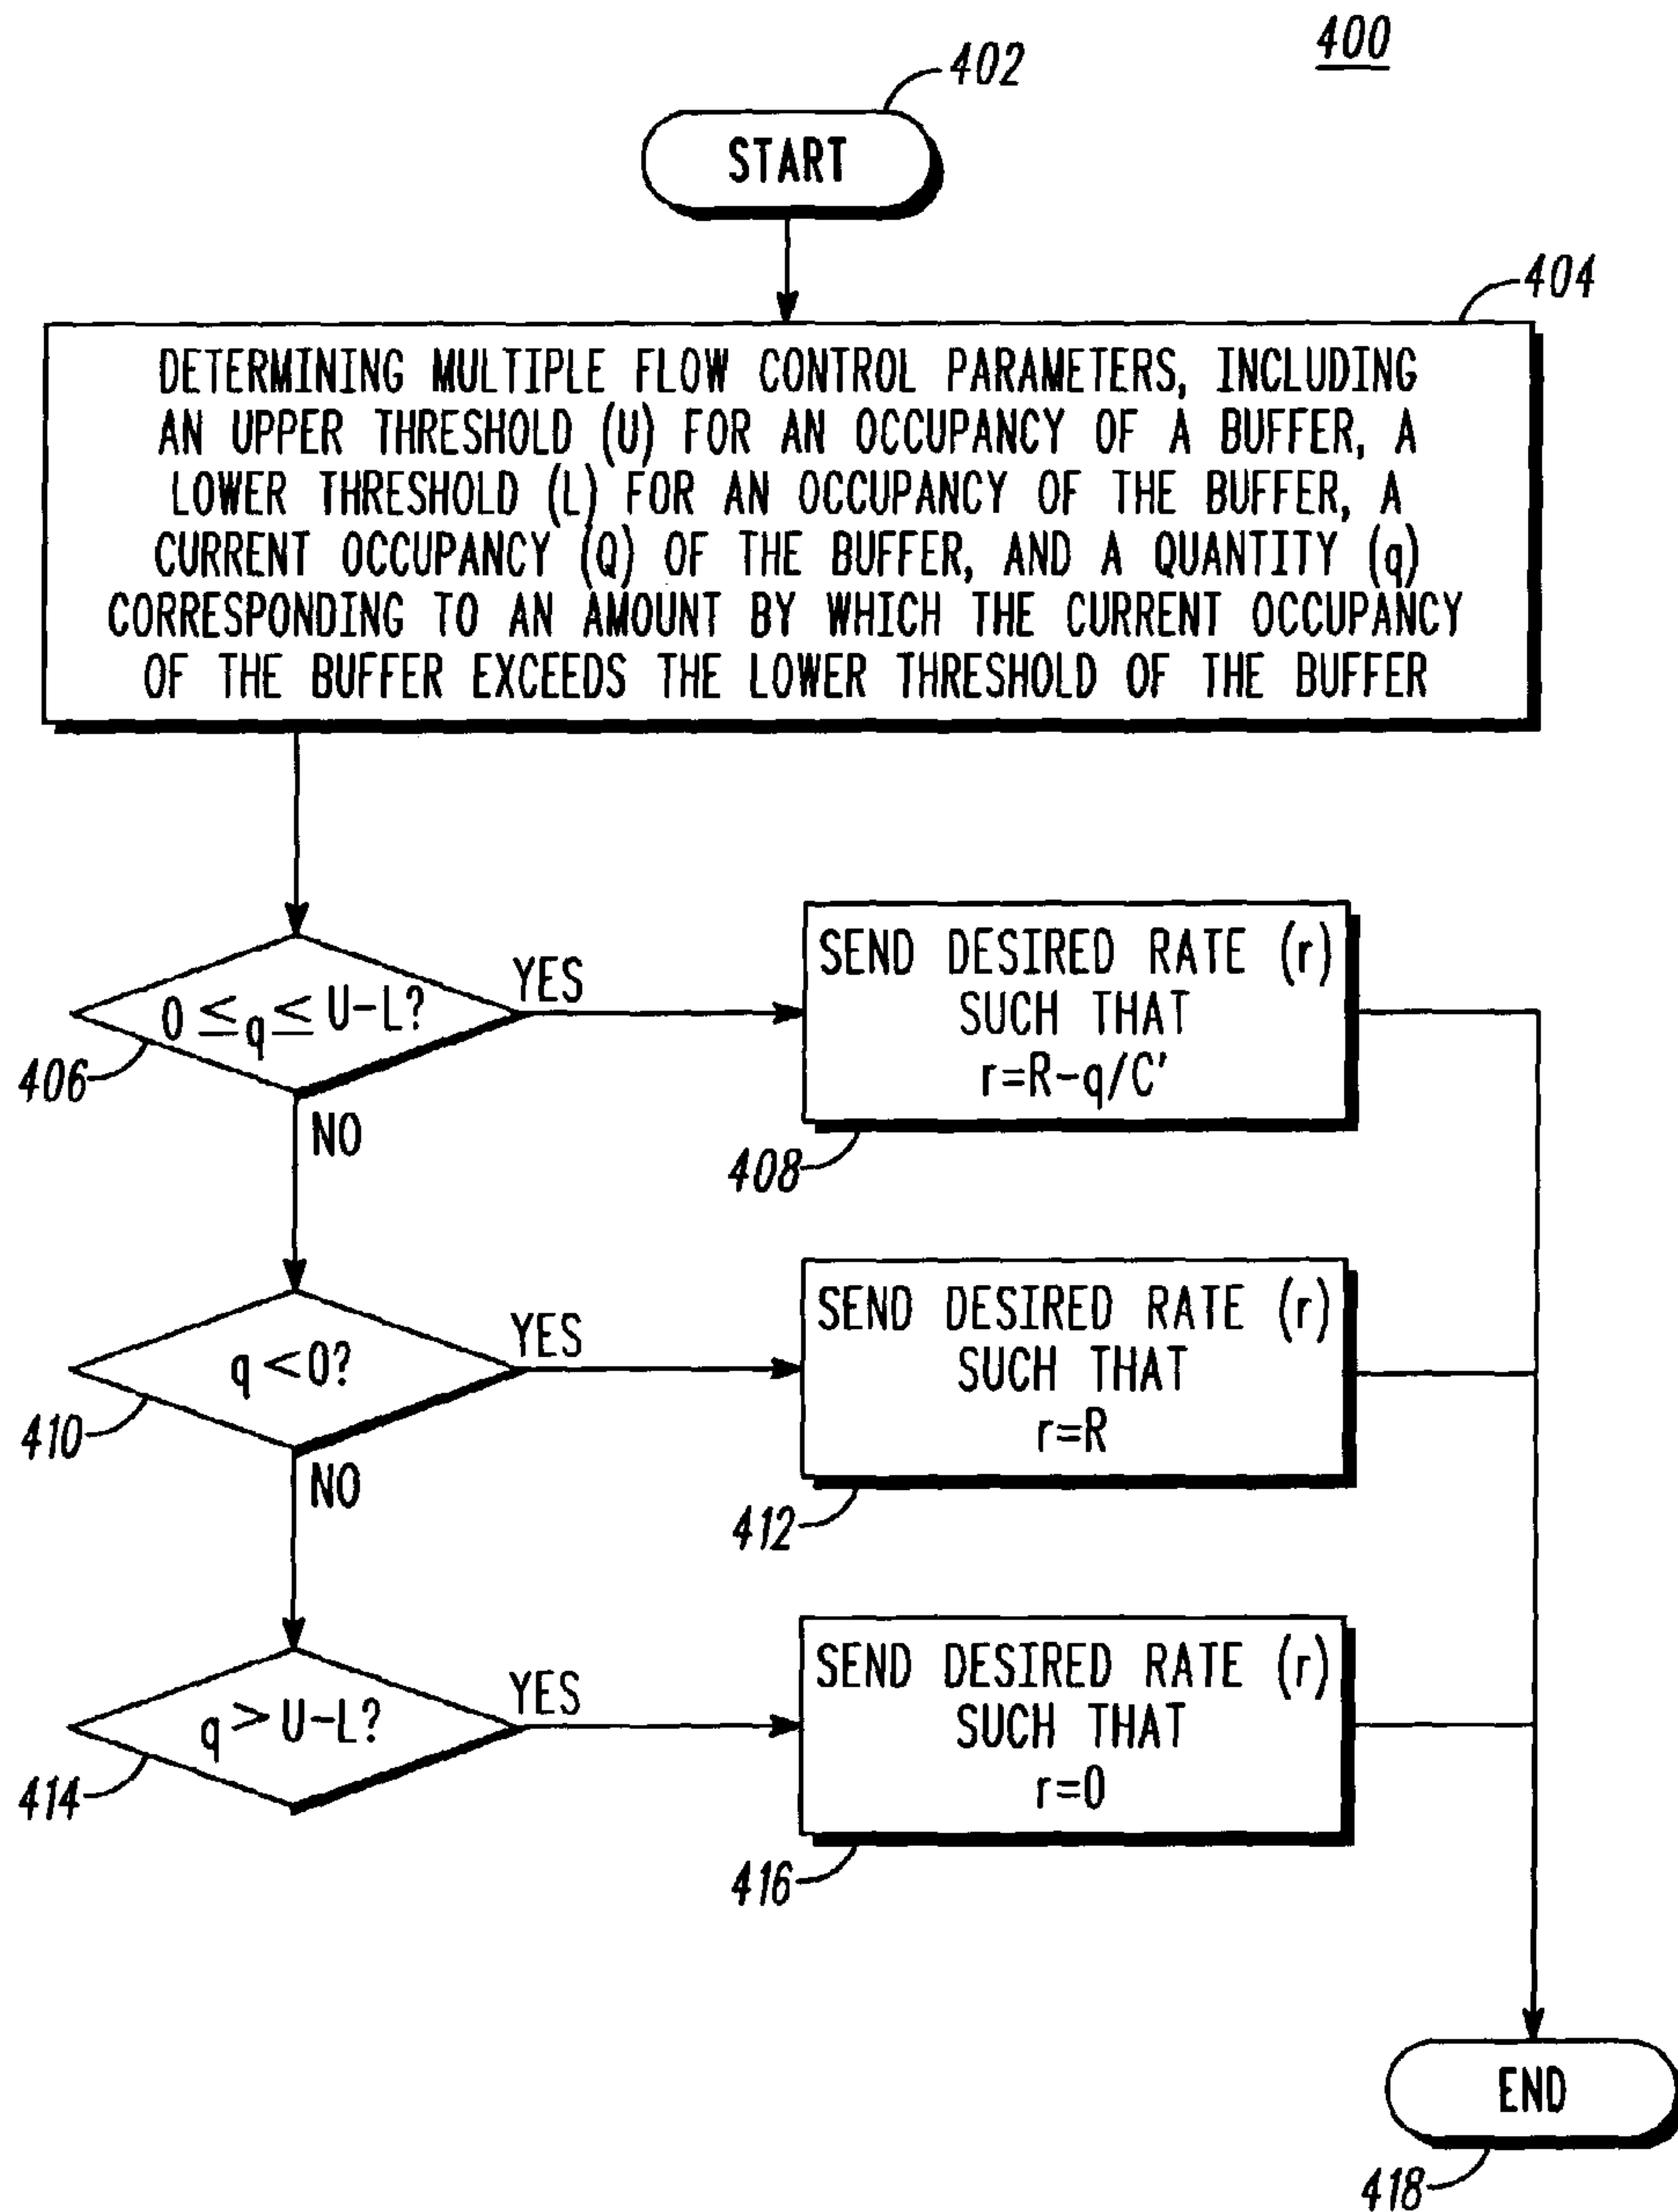 400
402
START
404
DETERMINING MULTIPLE FLOW CONTROL PARAMETERS, INCLUDING
AN UPPER THRESHOLD (U) FOR AN OCCUPANCY OF A BUFFER, A
LOWER THRESHOLD (L) FOR AN OCCUPANCY OF THE BUFFER, A
CURRENT OCCUPANCY (Q) OF THE BUFFER, AND A QUANTITY (q)
CORRESPONDING TO AN AMOUNT BY WHICH THE CURRENT OCCUPANCY
OF THE BUFFER EXCEEDS THE LOWER THRESHOLD OF THE BUFFER
0 ≤ q ≤ U-L?
406
YES
NO
SEND DESIRED RATE (r)
SUCH THAT
r=R-q/C'
408
q <0?
410
YES
NO
SEND DESIRED RATE (r)
SUCH THAT
r=R
412
q > U-L?
414
YES
SEND DESIRED RATE (r)
SUCH THAT
r=0
416
END
418